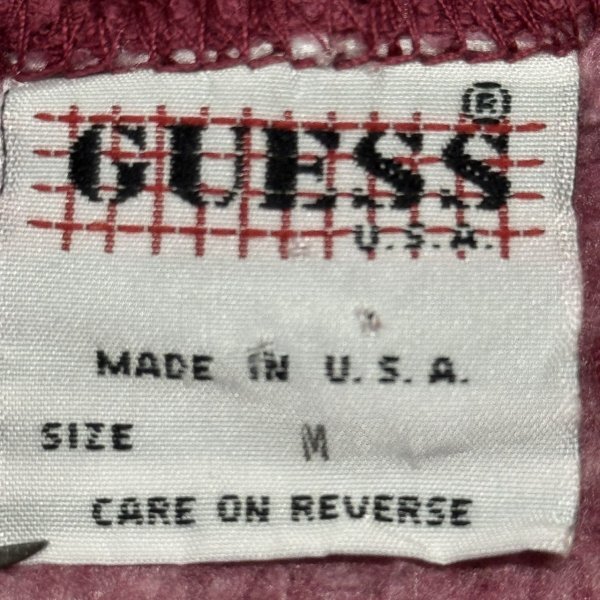 GUESS®
U.S.A.
MADE IN U.S.A.
SIZE M
CARE ON REVERSE